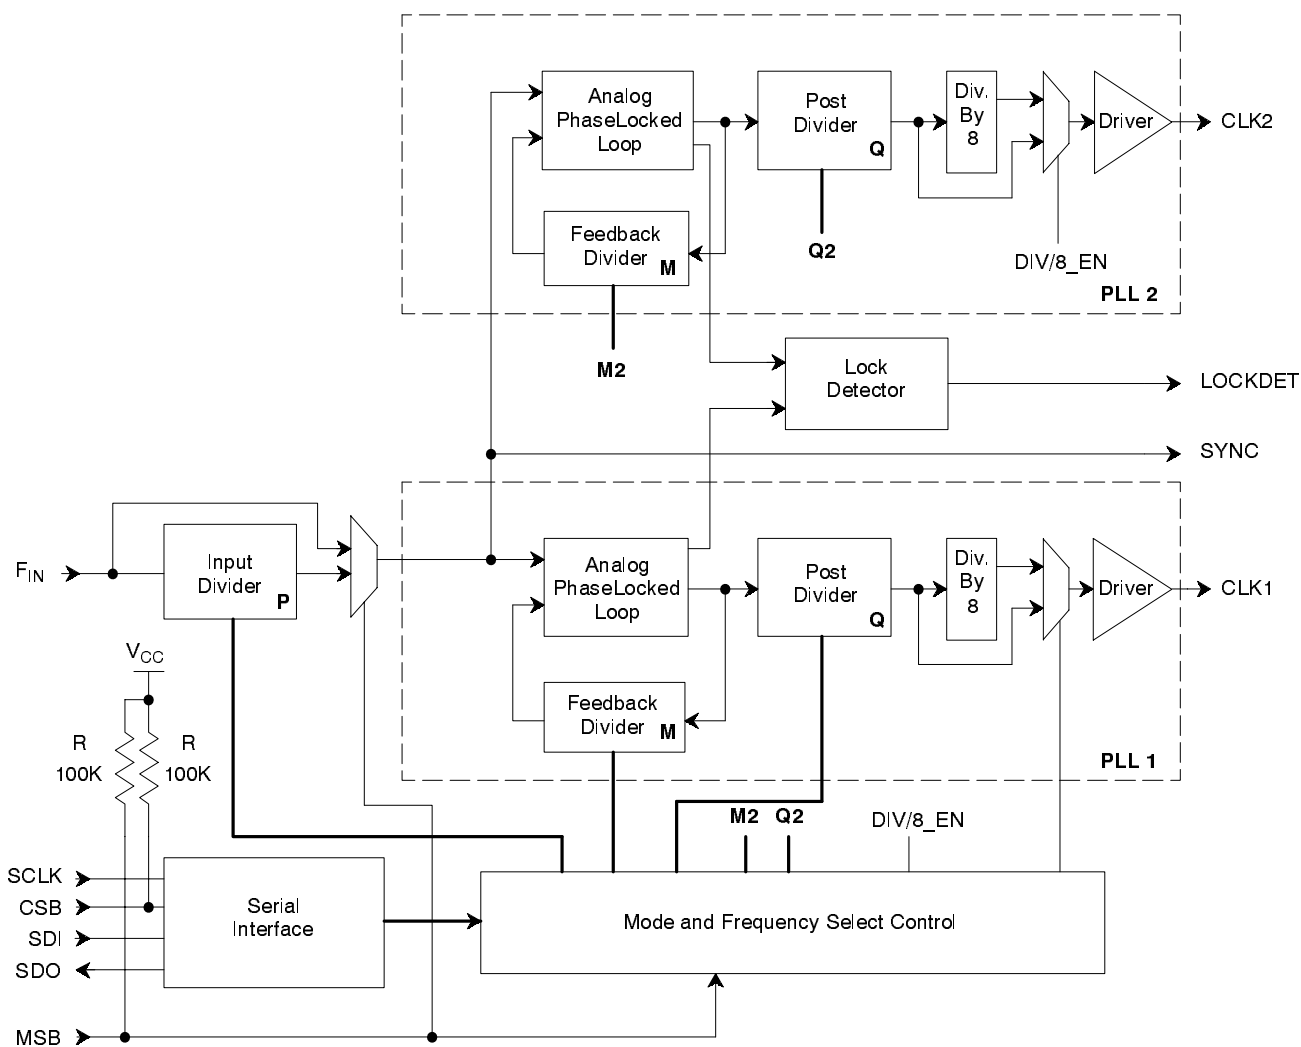 Analog
PhaseLocked
Loop
Post
Divider
Q
Div.
By
8
Driver
CLK2
Feedback
Divider
M
Q2
DIV/8_EN
PLL 2
M2
Lock
Detector
LOCKDET
SYNC
FIN
Input
Divider
P
Analog
PhaseLocked
Loop
Post
Divider
Q
Div.
By
8
Driver
CLK1
VCC
Feedback
Divider
M
R
100K
R
100K
PLL 1
M2
Q2
DIV/8_EN
SCLK
CSB
SDI
SDO
Serial
Interface
Mode and Frequency Select Control
MSB